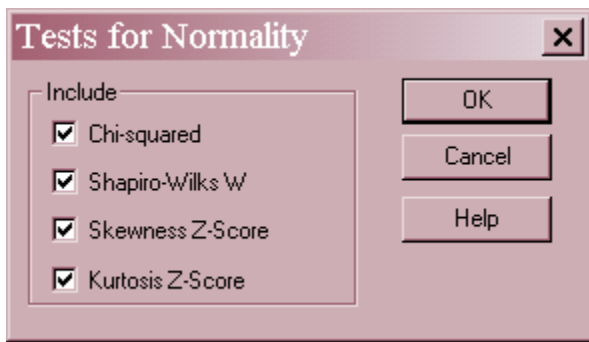 Tests for Normality
Include
Chi-squared
Shapiro-Wilks W
Skewness Z-Score
Kurtosis Z-Score
OK
Cancel
Help